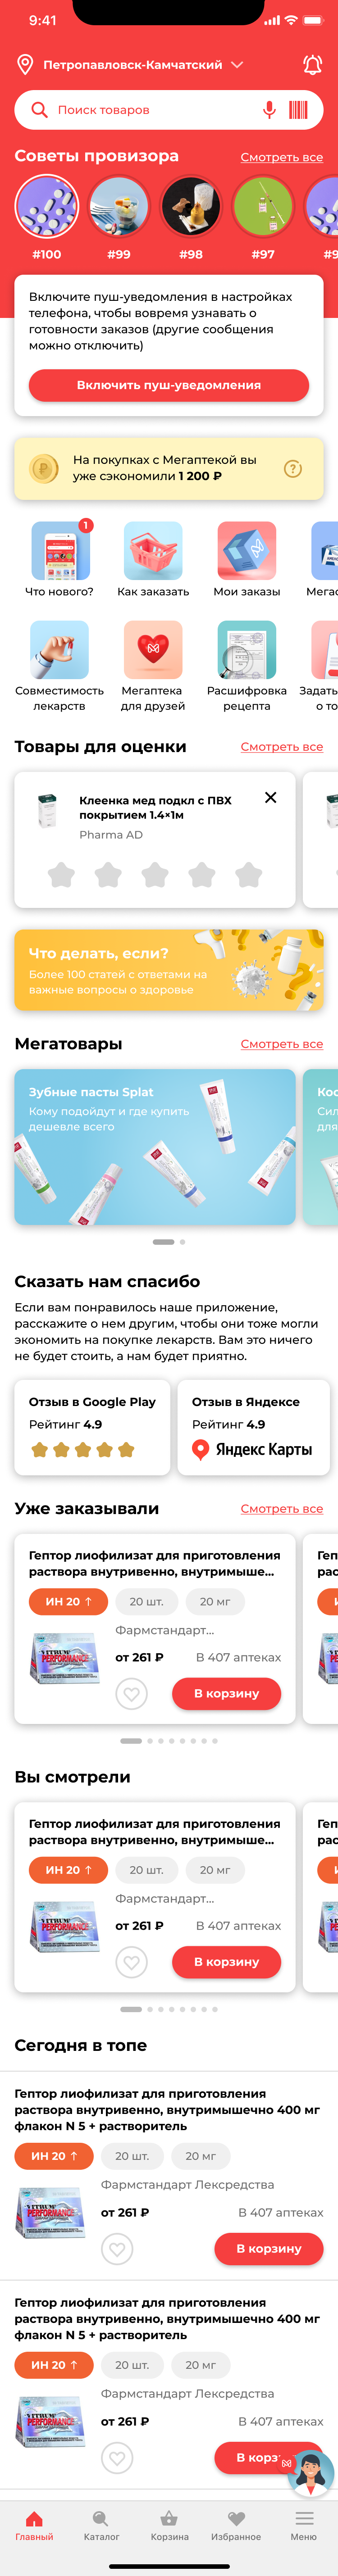 9:41
Петропавловск-Камчатский
Поиск товаров
Советы провизора
Смотреть все
#100
#99
#98
#97
#9
Включите пуш-уведомления в настройках
телефона, чтобы вовремя узнавать о
готовности заказов (другие сообщения
можно отключить)
Включить пуш-уведомления
На покупках с Мегаптекой вы
уже сэкономили 1 200 ₽
?
1
Что нового?
Как заказать
Мои заказы
Мегас
Совместимость
лекарств
Мегаптека
для друзей
Расшифровка
рецепта
Задать
о то
Товары для оценки
Смотреть все
Клеенка мед подкл с ПВХ
покрытием 1.4×1м
Pharma AD
Что делать, если?
Более 100 статей с ответами на
важные вопросы о здоровье
Мегатовары
Смотреть все
Зубные пасты Splat
Кому подойдут и где купить
дешевле всего
Кос
Сил
для
Сказать нам спасибо
Если вам понравилось наше приложение,
расскажите о нем другим, чтобы они тоже могли
экономить на покупке лекарств. Вам это ничего
не будет стоить, а нам будет приятно.
Отзыв в Google Play
Рейтинг 4.9
Отзыв в Яндексе
Рейтинг 4.9
Яндекс Карты
Уже заказывали
Смотреть все
Гептор лиофилизат для приготовления
раствора внутривенно, внутримыше...
ИН 20 ↑
20 шт.
20 мг
Фармстандарт...
VITRUM
PERFORMANCE
от 261 ₽
В 407 аптеках
В корзину
Геп
рас
Вы смотрели
Гептор лиофилизат для приготовления
раствора внутривенно, внутримыше...
ИН 20 ↑
20 шт.
20 мг
Фармстандарт...
VITRUM
PERFORMANCE
от 261 ₽
В 407 аптеках
В корзину
Геп
рас
Сегодня в топе
Гептор лиофилизат для приготовления
раствора внутривенно, внутримышечно 400 мг
флакон N 5 + растворитель
ИН 20 ↑
20 шт.
20 мг
Фармстандарт Лексредства
VITRUM
PERFORMANCE
от 261 ₽
В 407 аптеках
В корзину
Гептор лиофилизат для приготовления
раствора внутривенно, внутримышечно 400 мг
флакон N 5 + растворитель
ИН 20 ↑
20 шт.
20 мг
Фармстандарт Лексредства
VITRUM
PERFORMANCE
от 261 ₽
В 407 аптеках
В корз
Главный
Каталог
Корзина
Избранное
Меню